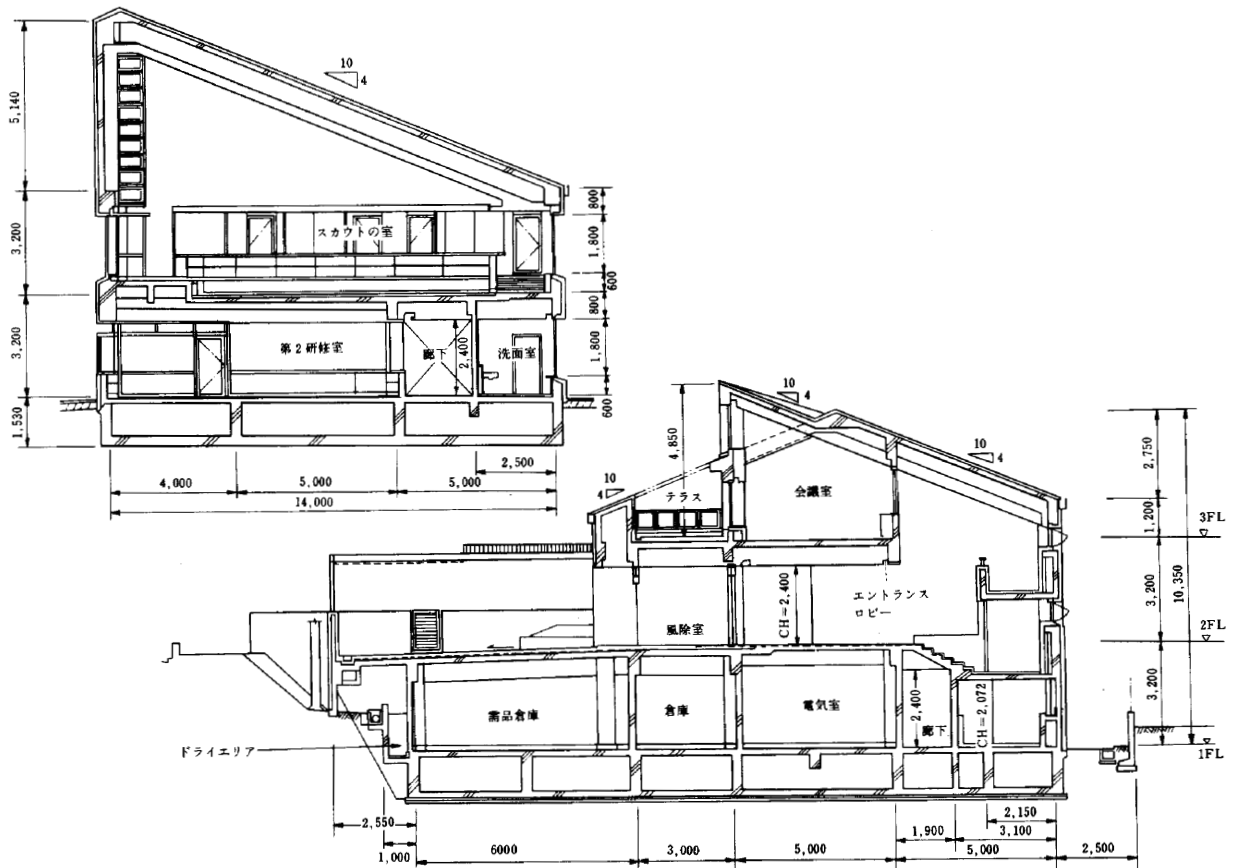 10
4
5,140
3,200
3,200
1,530
スカウトの室
第2研修室
廊下
2,400
洗面室
800
1,800
600
800
1,800
600
2,500
4,000
5,000
5,000
14,000
10
4
10
4
10
4
4,850
テラス
会議室
2,750
1,200
3FL
3,200
10,350
2FL
3,200
1FL
CH=2,400
エントランス
ロビー
風除室
需品倉庫
倉庫
電気室
2,400
廊下
CH=2,072
ドライエリア
2,550
1,000
6000
3,000
5,000
1,900
2,150
3,100
5,000
2,500